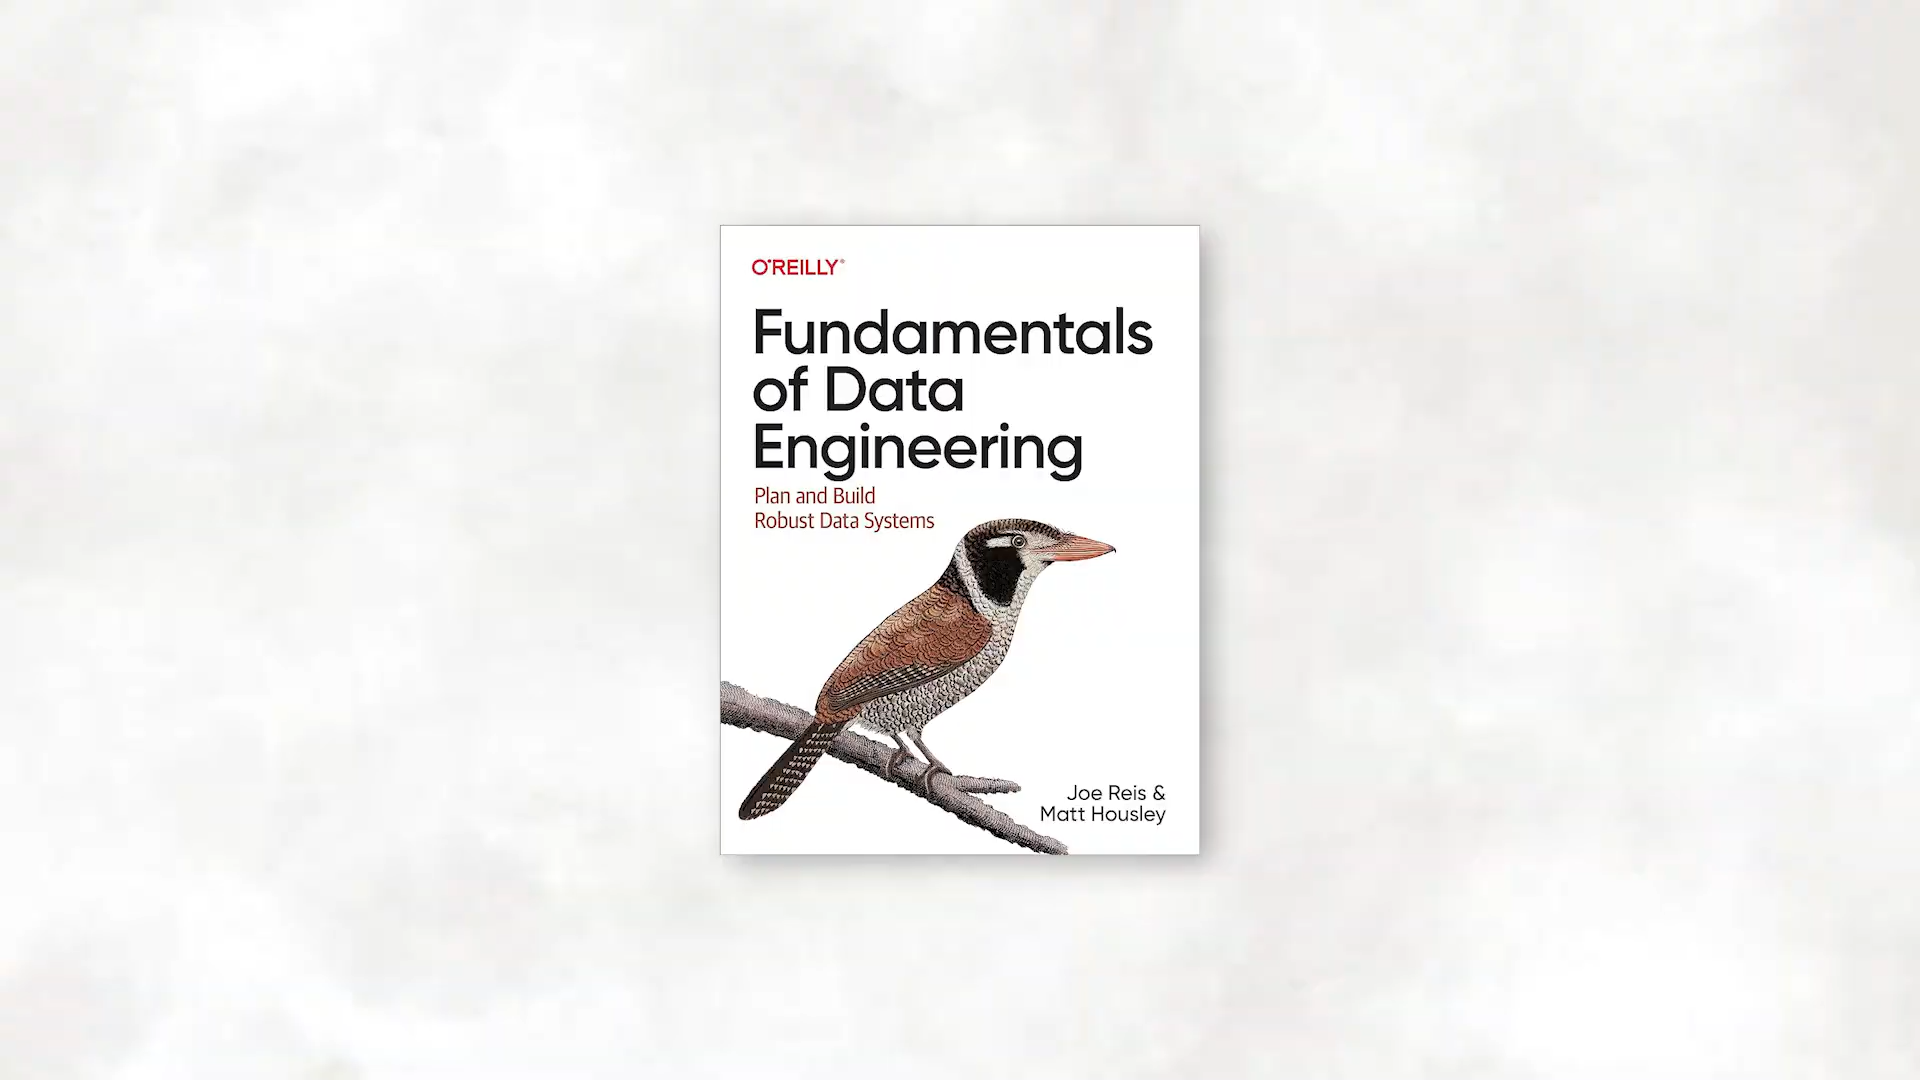 O'REILLY®
Fundamentals
of Data
Engineering
Plan and Build
Robust Data Systems
Joe Reis &
Matt Housley